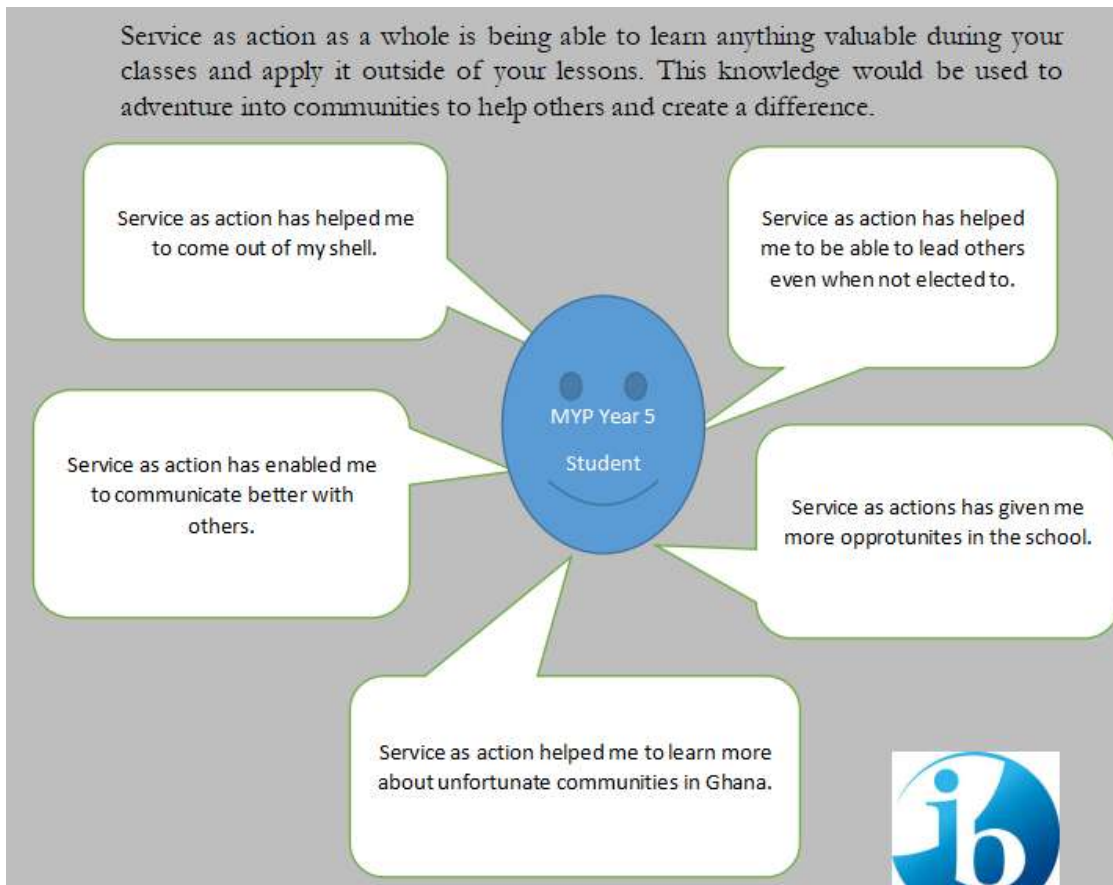 Service as action as a whole is being able to learn anything valuable during your
classes and apply it outside of your lessons. This knowledge would be used to
adventure into communities to help others and create a difference.
Service as action has helped me
to come out of my shell.
Service as action has helped
me to be able to lead others
even when not elected to.
MYP Year 5
Student
Service as action has enabled me
to communicate better with
others.
Service as actions has given me
more opprotunites in the school.
Service as action helped me to learn more
about unfortunate communities in Ghana.
ib